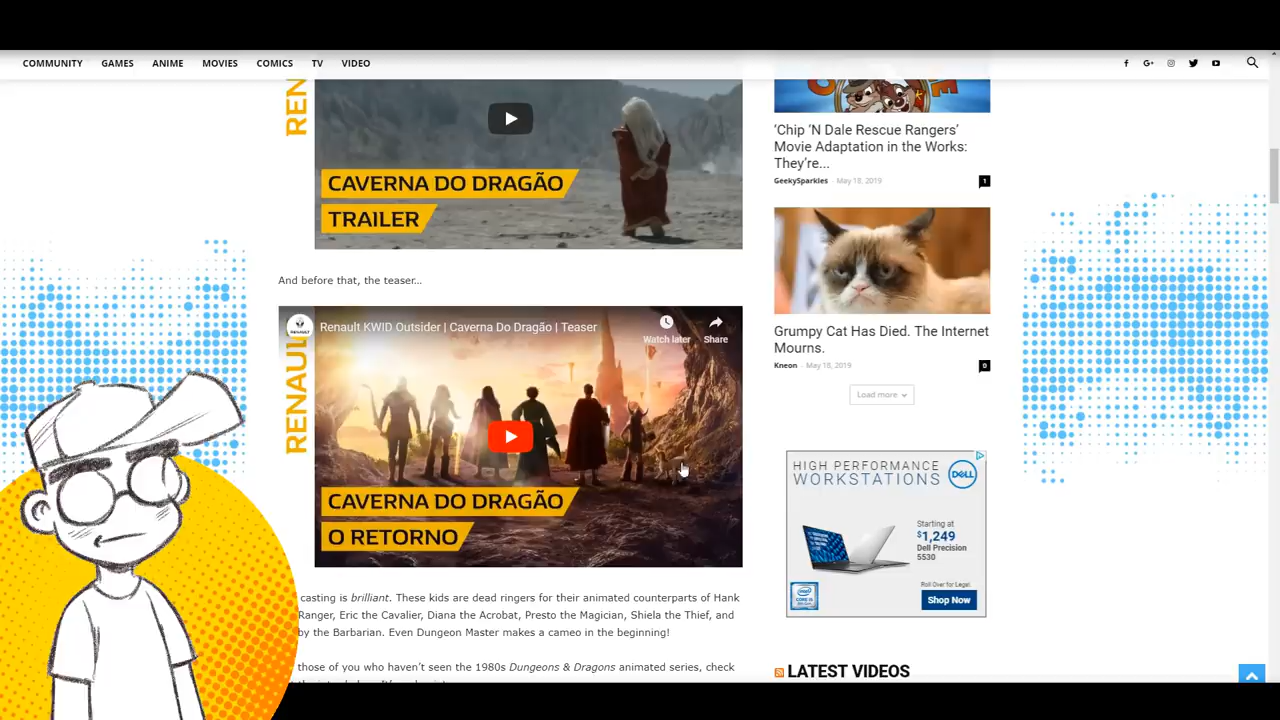 COMMUNITY GAMES ANIME MOVIES COMICS TV VIDEO
REN
CAVERNA DO DRAGÃO
TRAILER
And before that, the teaser...
RENAUL
Renault KWID Outsider | Caverna Do Dragão | Teaser
Watch later
Share
CAVERNA DO DRAGÃO
O RETORNO
casting is brilliant. These kids are dead ringers for their animated counterparts of Hank
Ranger, Eric the Cavalier, Diana the Acrobat, Presto the Magician, Shiela the Thief, and
by the Barbarian. Even Dungeon Master makes a cameo in the beginning!
those of you who haven't seen the 1980s Dungeons & Dragons animated series, check
‘Chip ‘N Dale Rescue Rangers’
Movie Adaptation in the Works:
They’re...
GeekySparkles - May 18, 2019
1
Grumpy Cat Has Died. The Internet
Mourns.
Kneon - May 18, 2019
0
Load more
HIGH PERFORMANCE
WORKSTATIONS
DELL
Starting at
$1,249
Dell Precision
5530
Roll Over for Legal.
Shop Now
LATEST VIDEOS